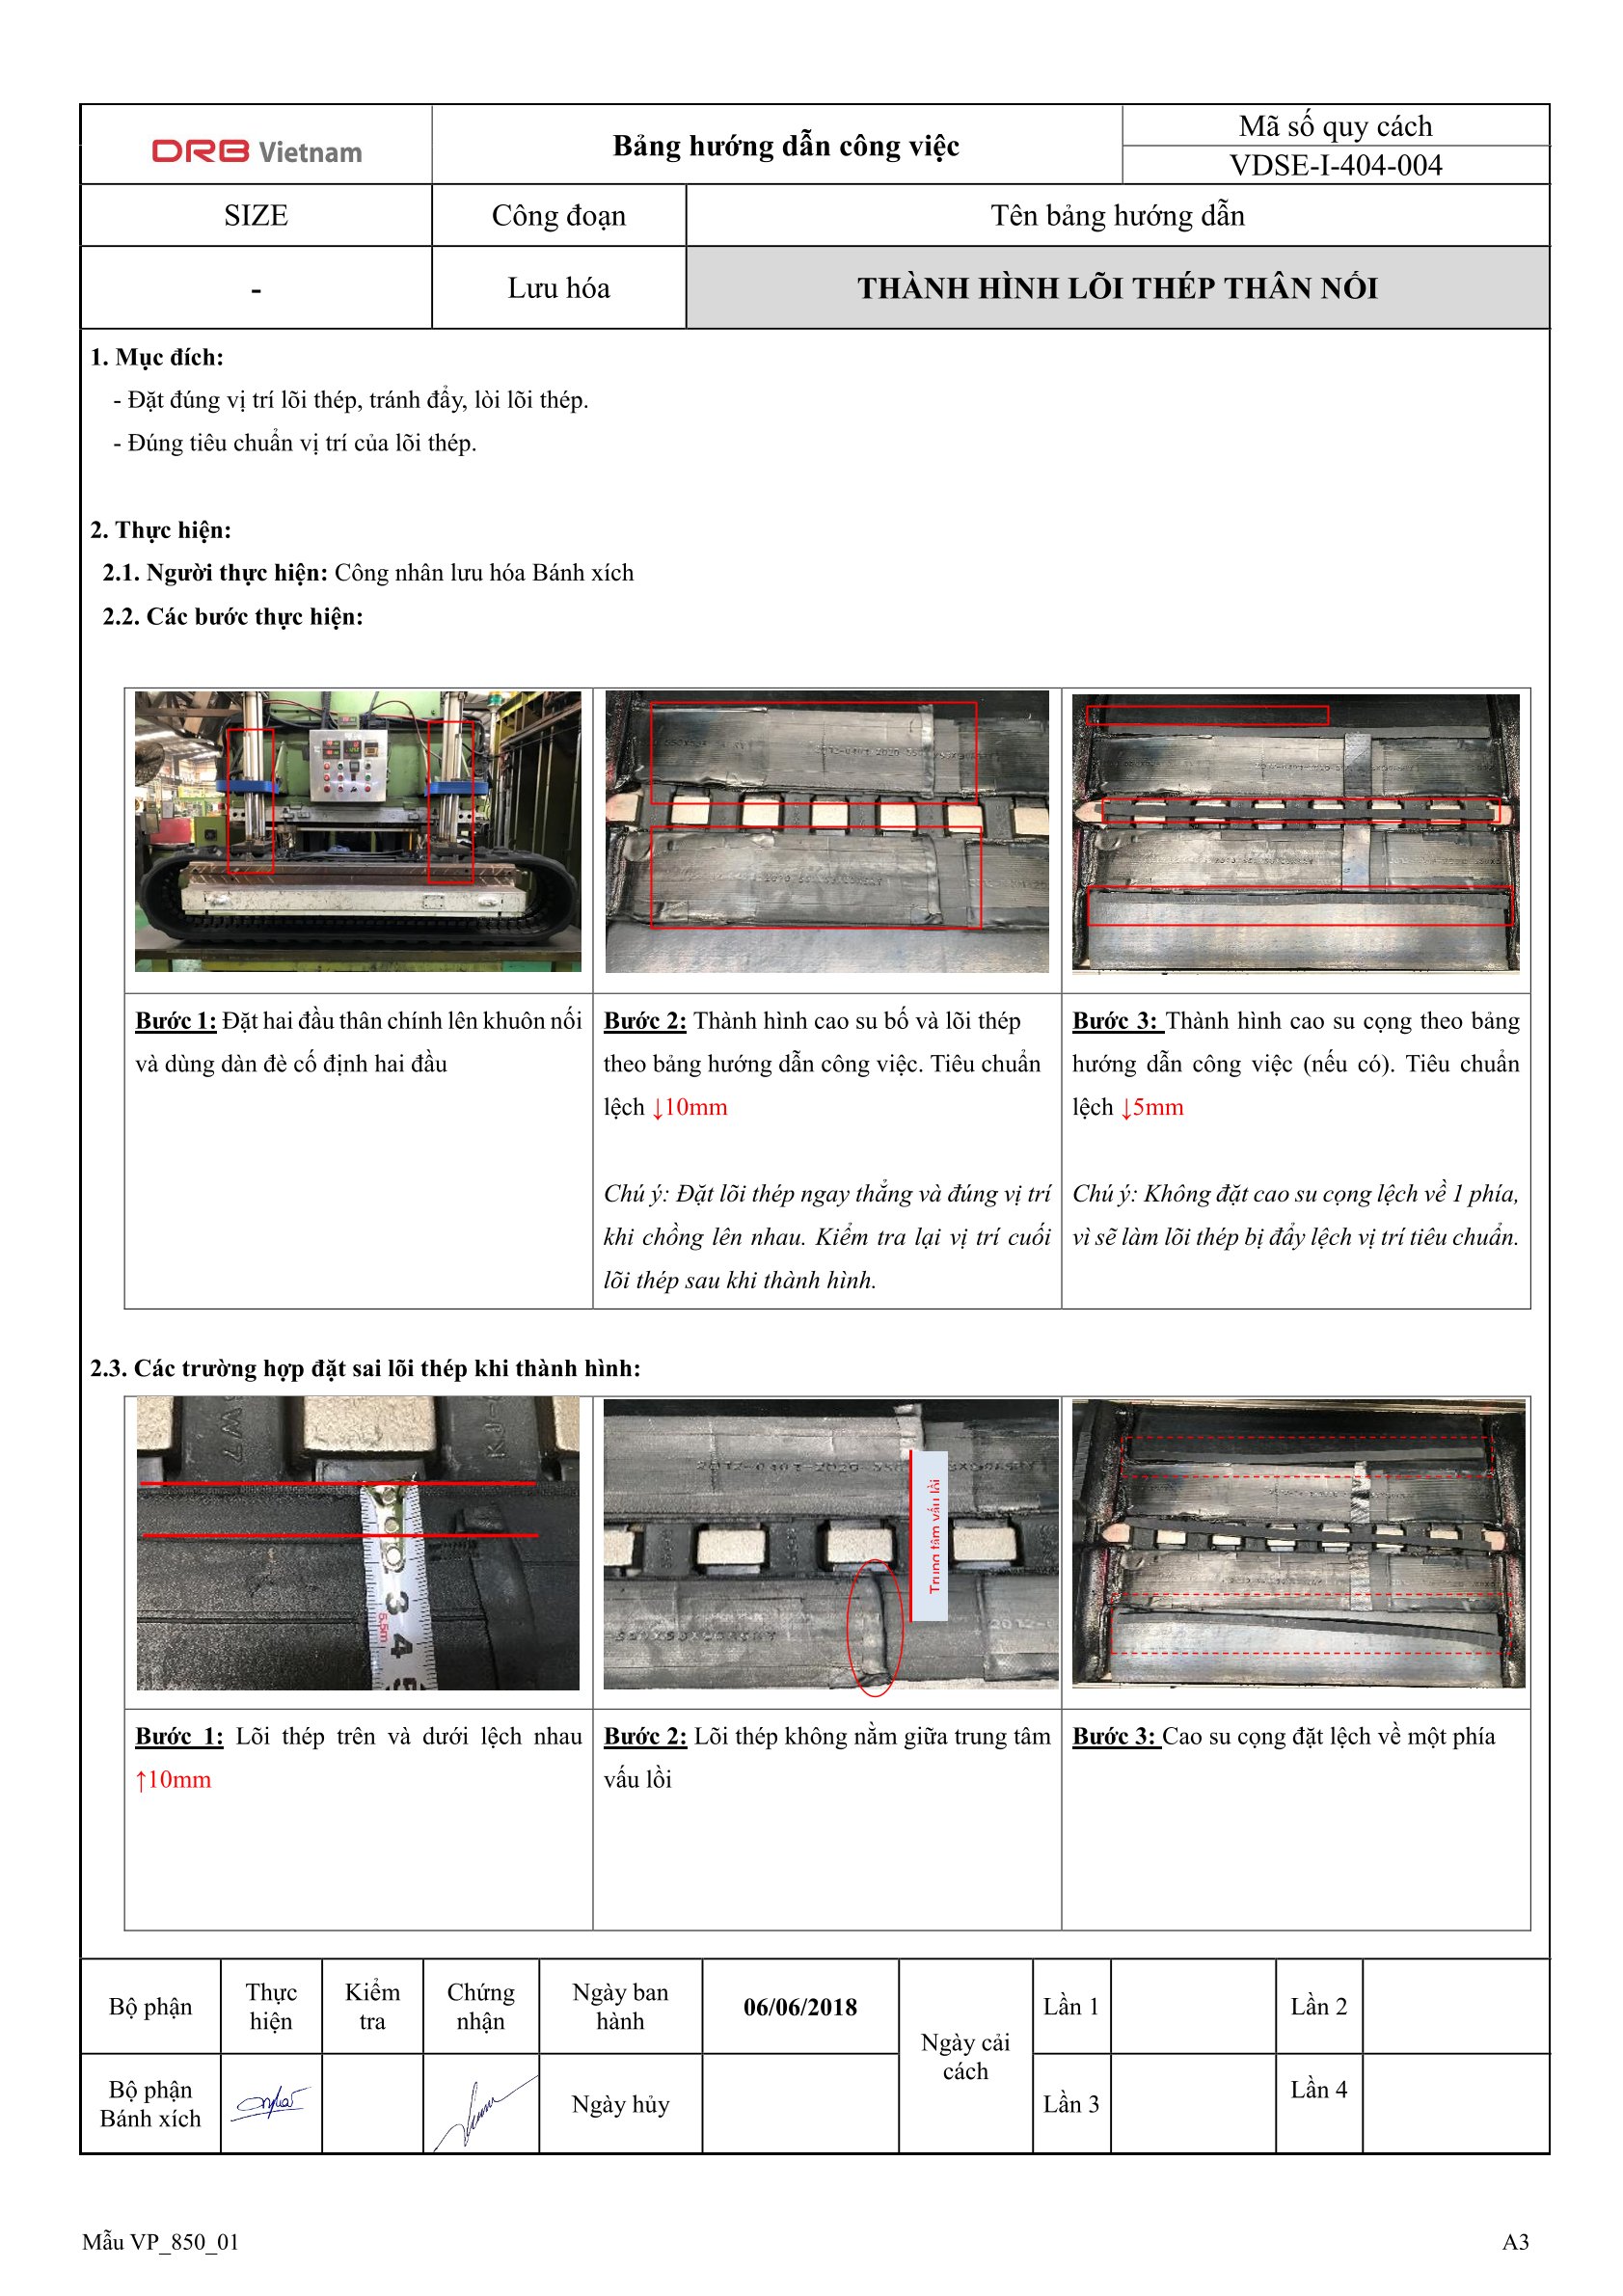 DRB Vietnam
Bảng hướng dẫn công việc
Mã số quy cách
VDSE-I-404-004
SIZE
Công đoạn
Tên bảng hướng dẫn
-
Lưu hóa
THÀNH HÌNH LÕI THÉP THÂN NỐI
1. Mục đích:
- Đặt đúng vị trí lõi thép, tránh đẩy, lòi lõi thép.
- Đúng tiêu chuẩn vị trí của lõi thép.
2. Thực hiện:
2.1. Người thực hiện: Công nhân lưu hóa Bánh xích
2.2. Các bước thực hiện:
Bước 1: Đặt hai đầu thân chính lên khuôn nối
và dùng dàn đè cố định hai đầu
Bước 2: Thành hình cao su bố và lõi thép
theo bảng hướng dẫn công việc. Tiêu chuẩn
lệch ↓10mm
Chú ý: Đặt lõi thép ngay thẳng và đúng vị trí
khi chồng lên nhau. Kiểm tra lại vị trí cuối
lõi thép sau khi thành hình.
Bước 3: Thành hình cao su cọng theo bảng
hướng dẫn công việc (nếu có). Tiêu chuẩn
lệch ↓5mm
Chú ý: Không đặt cao su cọng lệch về 1 phía,
vì sẽ làm lõi thép bị đẩy lệch vị trí tiêu chuẩn.
2.3. Các trường hợp đặt sai lõi thép khi thành hình:
W7
KJ
3
4
5
5.5m
Trung tâm vấu lồi
Bước 1: Lõi thép trên và dưới lệch nhau
↑10mm
Bước 2: Lõi thép không nằm giữa trung tâm
vấu lồi
Bước 3: Cao su cọng đặt lệch về một phía
Bộ phận
Thực
hiện
Kiểm
tra
Chứng
nhận
Ngày ban
hành
06/06/2018
Ngày cải
cách
Lần 1
Lần 2
Bộ phận
Bánh xích
Ngày hủy
Lần 3
Lần 4
Mẫu VP_850_01
A3